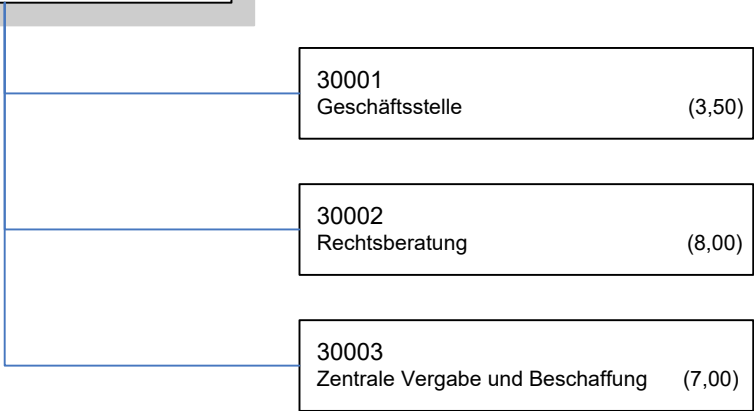 30001
Geschäftsstelle (3,50)
30002
Rechtsberatung (8,00)
30003
Zentrale Vergabe und Beschaffung (7,00)